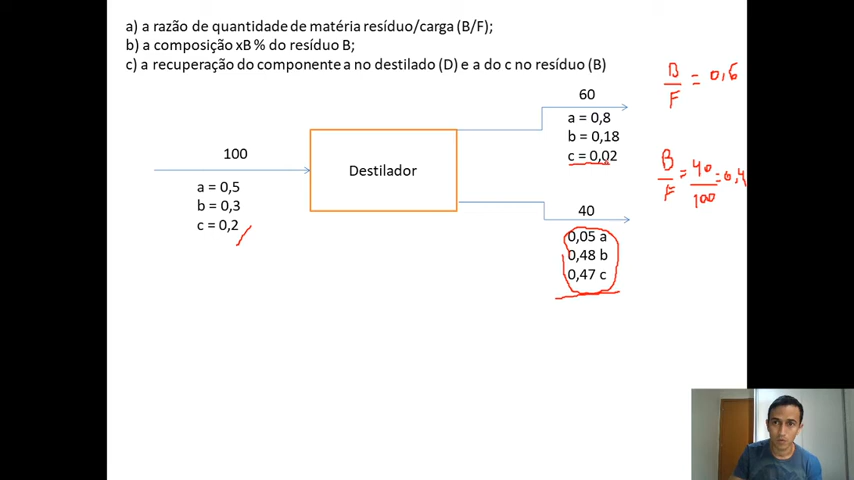 a) a razão de quantidade de matéria resíduo/carga (B/F);
b) a composição xB % do resíduo B;
c) a recuperação do componente a no destilado (D) e a do c no resíduo (B)
B/F = 0,6
60
a = 0,8
b = 0,18
c = 0,02
100
Destilador
B/F = 40/100 = 0,4
a = 0,5
b = 0,3
c = 0,2
40
0,05 a
0,48 b
0,47 c